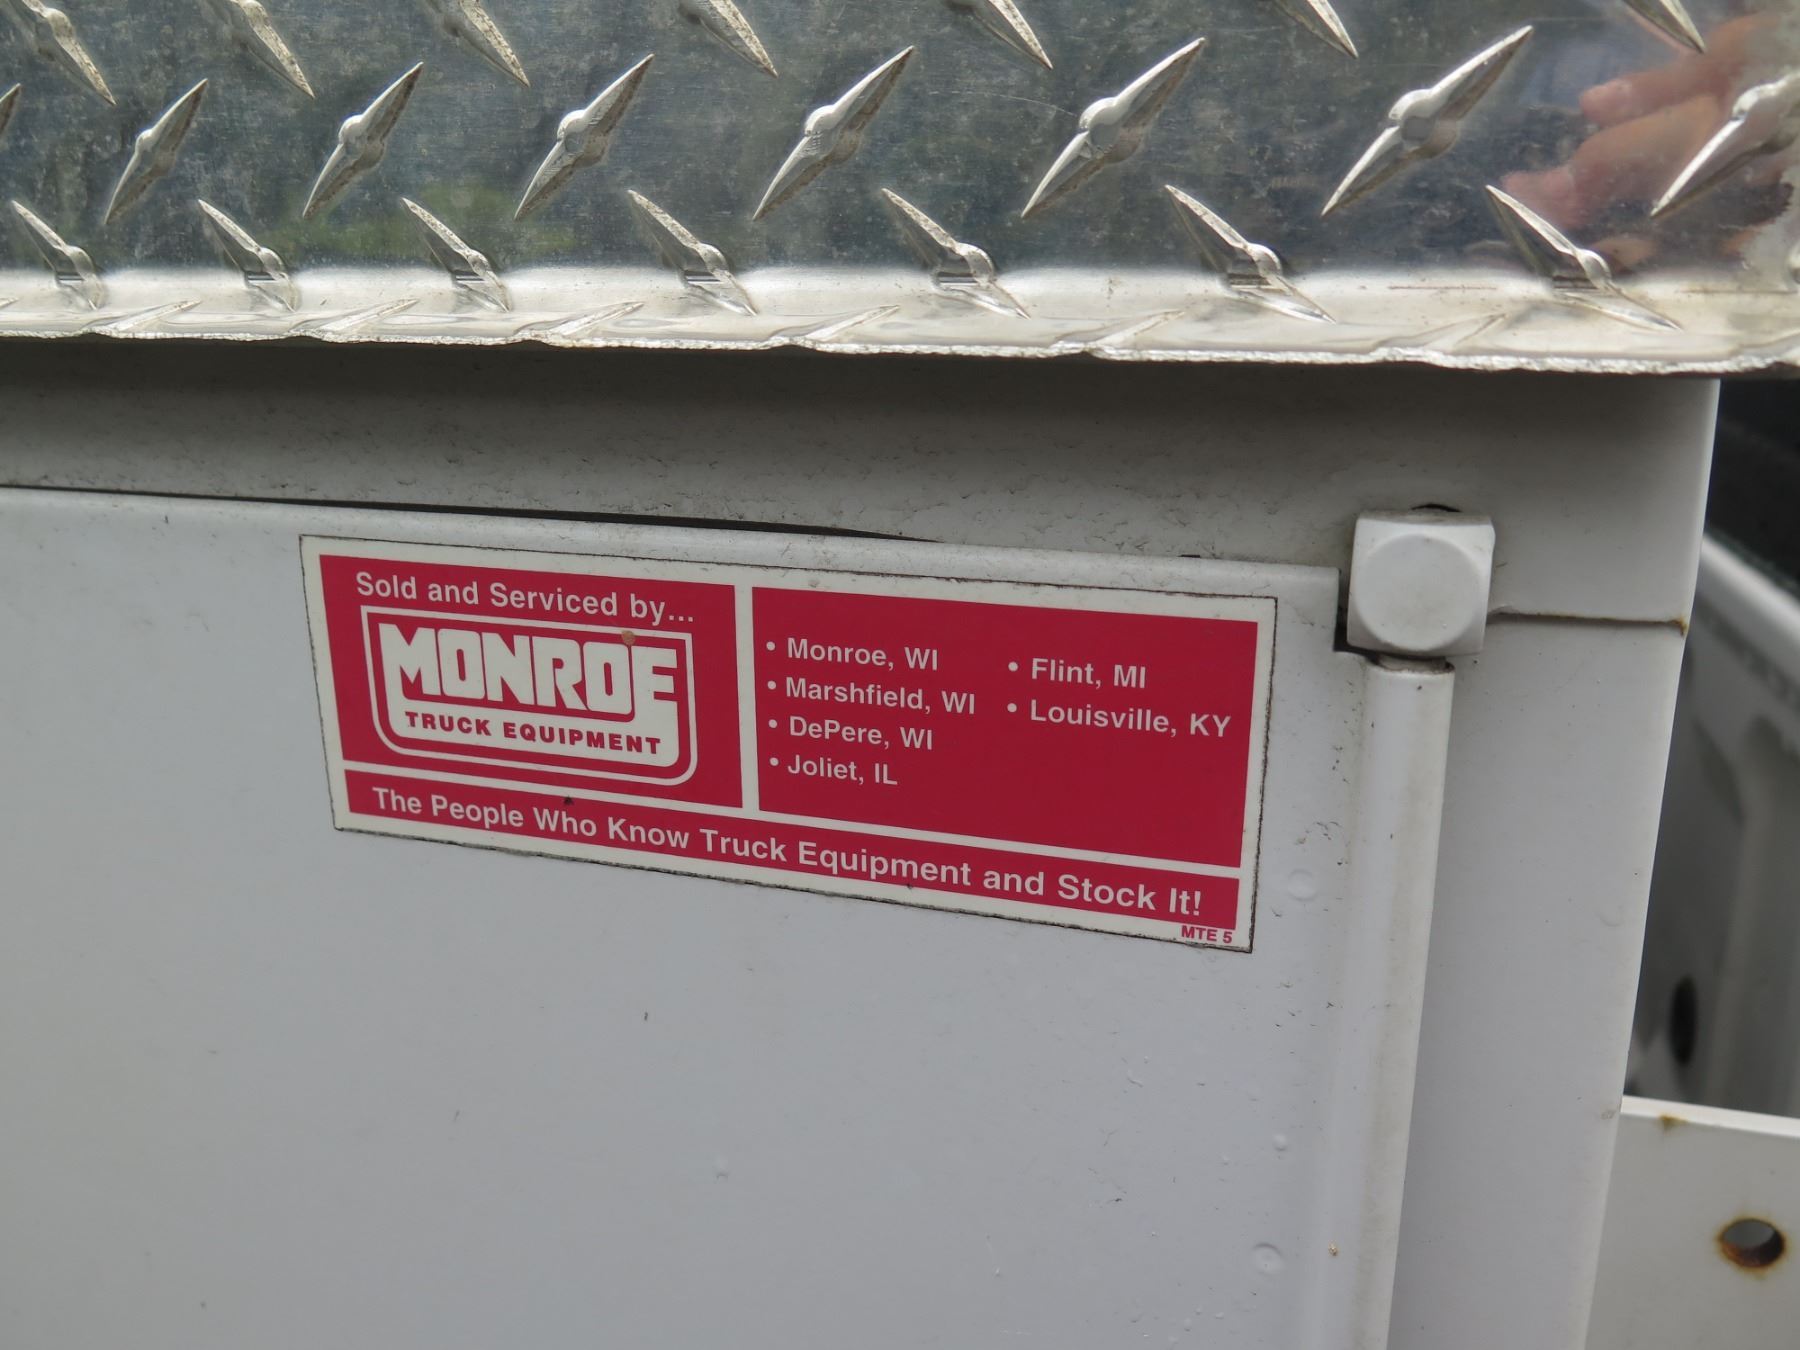 Sold and Serviced by...
MONROE
TRUCK EQUIPMENT
• Monroe, WI
• Marshfield, WI
• DePere, WI
• Joliet, IL
• Flint, MI
• Louisville, KY
The People Who Know Truck Equipment and Stock It!
MTE 5